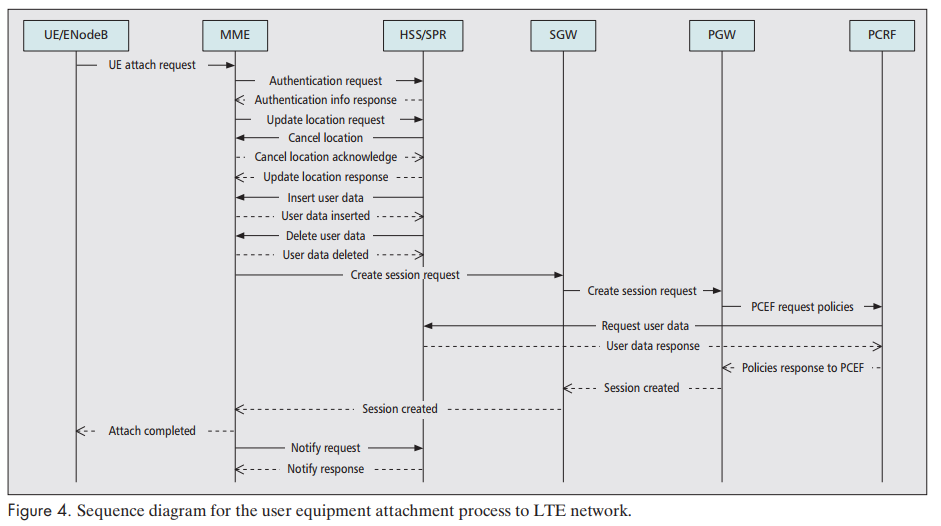 UE/ENodeB MME HSS/SPR SGW PGW PCRF
UE attach request
Authentication request
Authentication info response
Update location request
Cancel location
Cancel location acknowledge
Update location response
Insert user data
User data inserted
Delete user data
User data deleted
Create session request
Create session request
PCEF request policies
Request user data
User data response
Policies response to PCEF
Session created
Session created
Attach completed
Notify request
Notify response
Figure 4. Sequence diagram for the user equipment attachment process to LTE network.